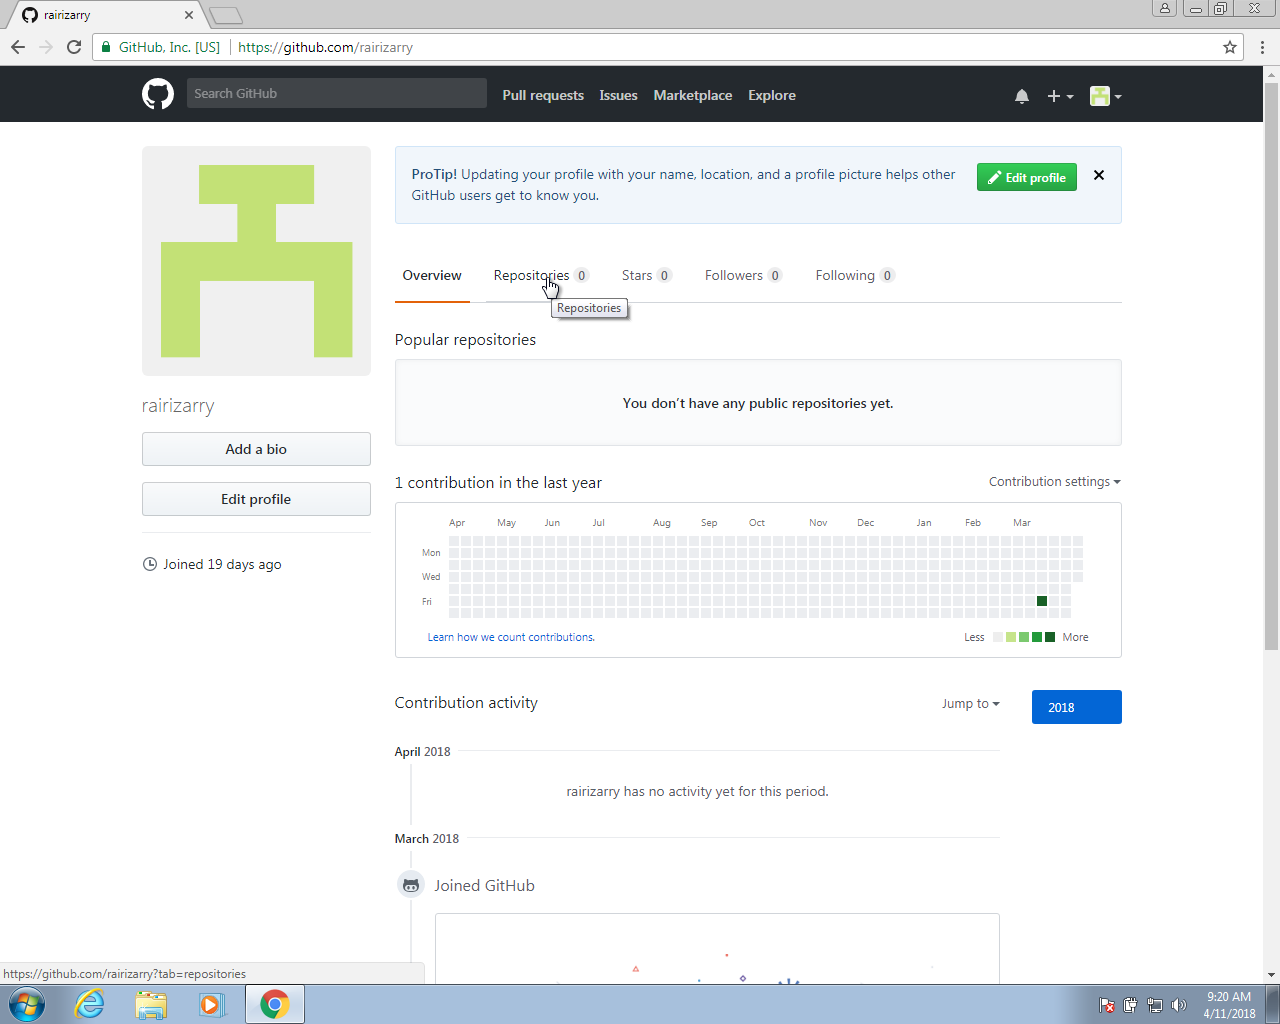 rairizarry
GitHub, Inc. [US] https://github.com/rairizarry
Search GitHub
Pull requests Issues Marketplace Explore
ProTip! Updating your profile with your name, location, and a profile picture helps other
GitHub users get to know you.
Edit profile
Overview Repositories 0 Stars 0 Followers 0 Following 0
Repositories
Popular repositories
You don't have any public repositories yet.
rairizarry
Add a bio
Edit profile
Joined 19 days ago
1 contribution in the last year
Contribution settings
Apr May Jun Jul Aug Sep Oct Nov Dec Jan Feb Mar
Mon
Wed
Fri
Learn how we count contributions.
Less More
Contribution activity
Jump to
2018
April 2018
rairizarry has no activity yet for this period.
March 2018
Joined GitHub
https://github.com/rairizarry?tab=repositories
9:20 AM
4/11/2018